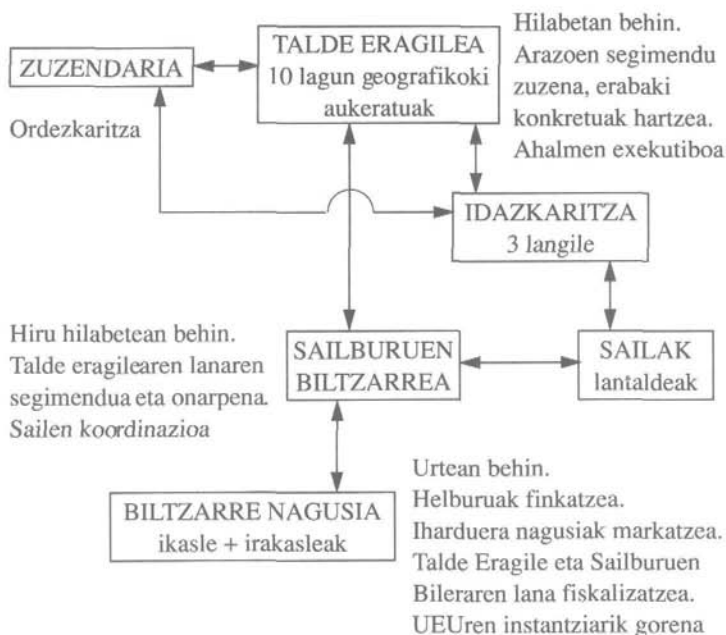 TALDE ERAGILEA
10 lagun geografikoki
aukeratuak
Hilabetan behin.
Arazoen segimendu
zuzena, erabaki
konkretuak hartzea.
Ahalmen exekutiboa
ZUZENDARIA
Ordezkaritza
IDAZKARITZA
3 langile
Hiru hilabetean behin.
Talde eragilearen lanaren
segimendua eta onarpena.
Sailen koordinazioa
SAILBURUEN
BILTZARREA
SAILAK
lantaldeak
BILTZARRE NAGUSIA
ikasle + irakasleak
Urtean behin.
Helburuak finkatzea.
Iharduera nagusiak markatzea.
Talde Eragile eta Sailburuen
Bileraren lana fiskalizatzea.
UEUren instantziarik gorena